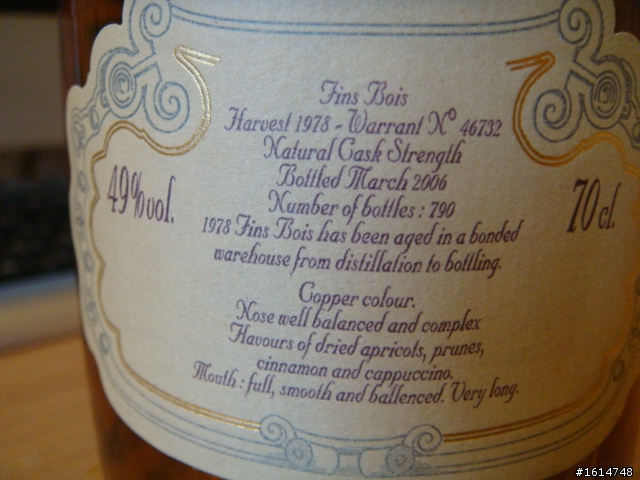 Fins Bois
Harvest 1978 - Warrant N° 46732
Natural Cask Strength
Bottled March 2006
Number of bottles : 790
49% vol.
70 cl.
1978 Fins Bois has been aged in a bonded
warehouse from distillation to bottling.
Copper colour.
Nose well balanced and complex
Flavours of dried apricots, prunes,
cinnamon and cappuccino.
Mouth : full, smooth and ballenced. Very long.
#1614748